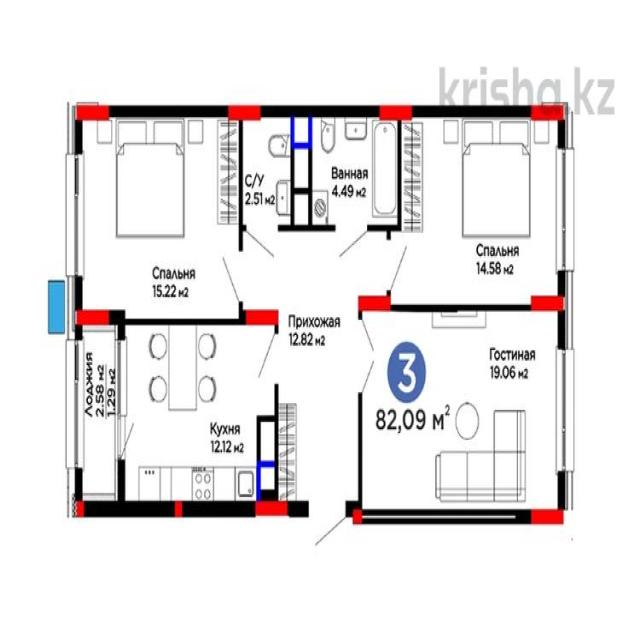 krisha.kz
С/У
2.51 м2
Ванная
4.49 м2
Спальня
15.22 м2
Спальня
14.58 м2
Прихожая
12.82 м2
Лоджия
2.58
1.29 м2
Кухня
12.12 м2
Гостиная
19.06 м2
3
82,09 м2